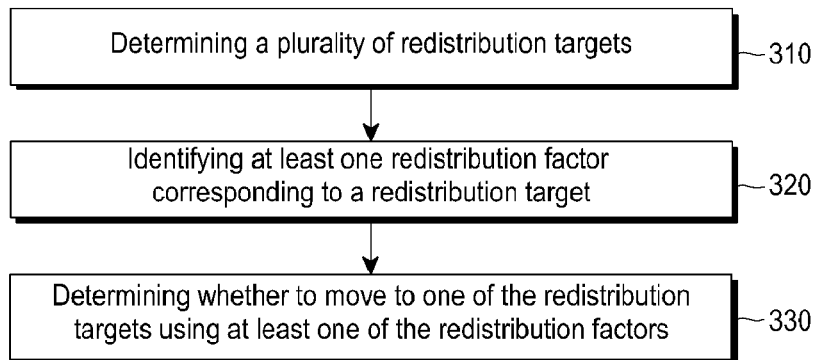 Determining a plurality of redistribution targets
310
Identifying at least one redistribution factor
corresponding to a redistribution target
320
Determining whether to move to one of the redistribution
targets using at least one of the redistribution factors
330